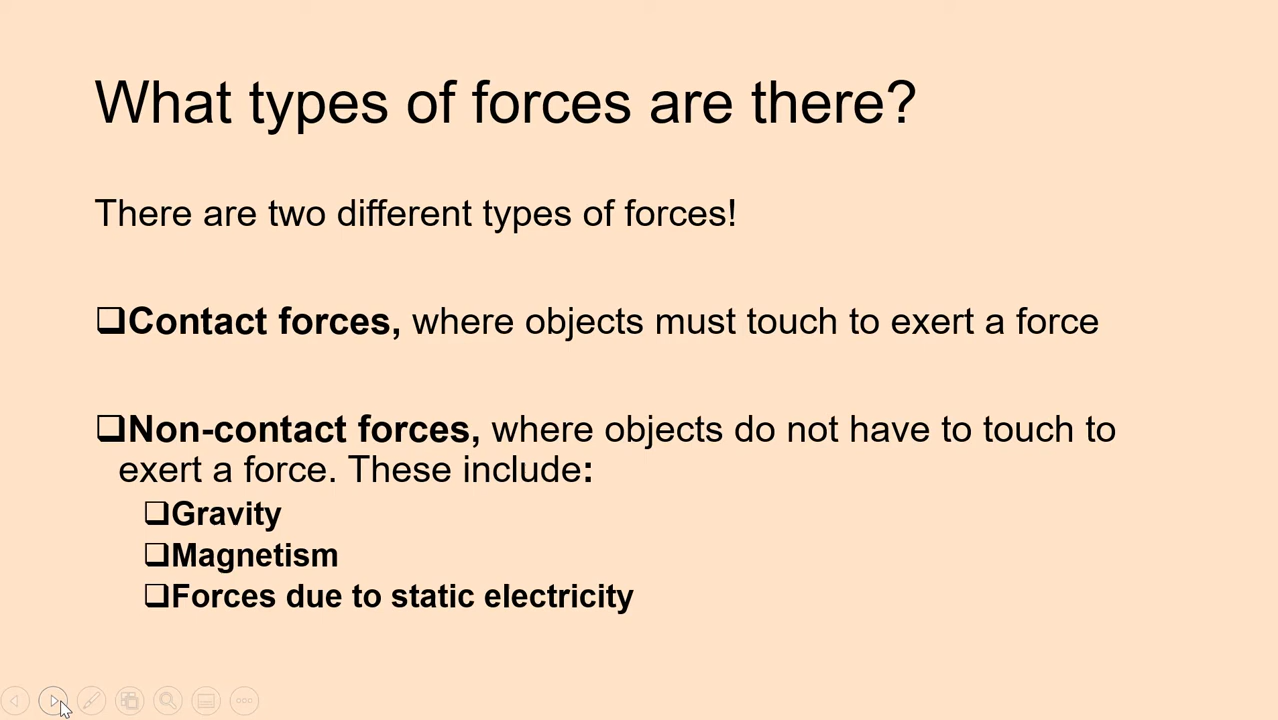 What types of forces are there?
There are two different types of forces!
❑Contact forces, where objects must touch to exert a force
❑Non-contact forces, where objects do not have to touch to
exert a force. These include:
❑Gravity
❑Magnetism
❑Forces due to static electricity